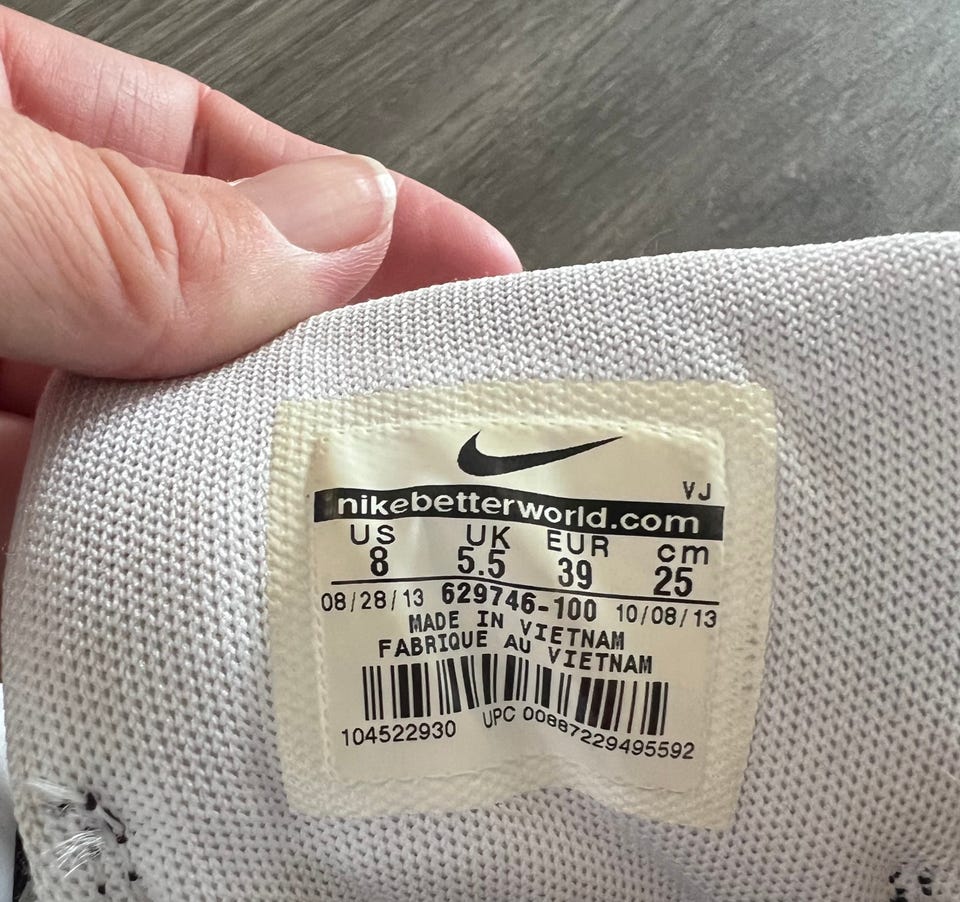 VJ
nikebetterworld.com
US UK EUR cm
8 5.5 39 25
08/28/13 629746-100 10/08/13
MADE IN VIETNAM
FABRIQUE AU VIETNAM
104522930 UPC 00887229495592